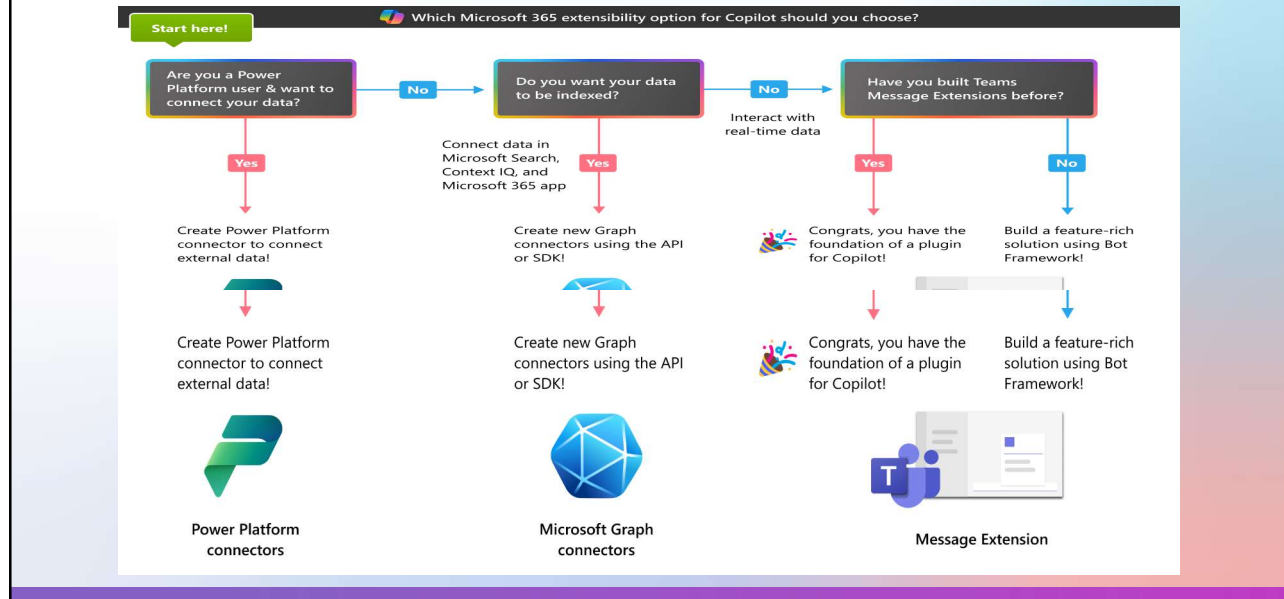 Which Microsoft 365 extensibility option for Copilot should you choose?
Start here!
Are you a Power
Platform user & want to
connect your data?
No
Do you want your data
to be indexed?
No
Have you built Teams
Message Extensions before?
Interact with
real-time data
Connect data in
Microsoft Search,
Context IQ, and
Microsoft 365 app
Yes
Yes
Yes
No
Create Power Platform
connector to connect
external data!
Create new Graph
connectors using the API
or SDK!
Congrats, you have the
foundation of a plugin
for Copilot!
Build a feature-rich
solution using Bot
Framework!
Create Power Platform
connector to connect
external data!
Create new Graph
connectors using the API
or SDK!
Congrats, you have the
foundation of a plugin
for Copilot!
Build a feature-rich
solution using Bot
Framework!
T
Power Platform
connectors
Microsoft Graph
connectors
Message Extension